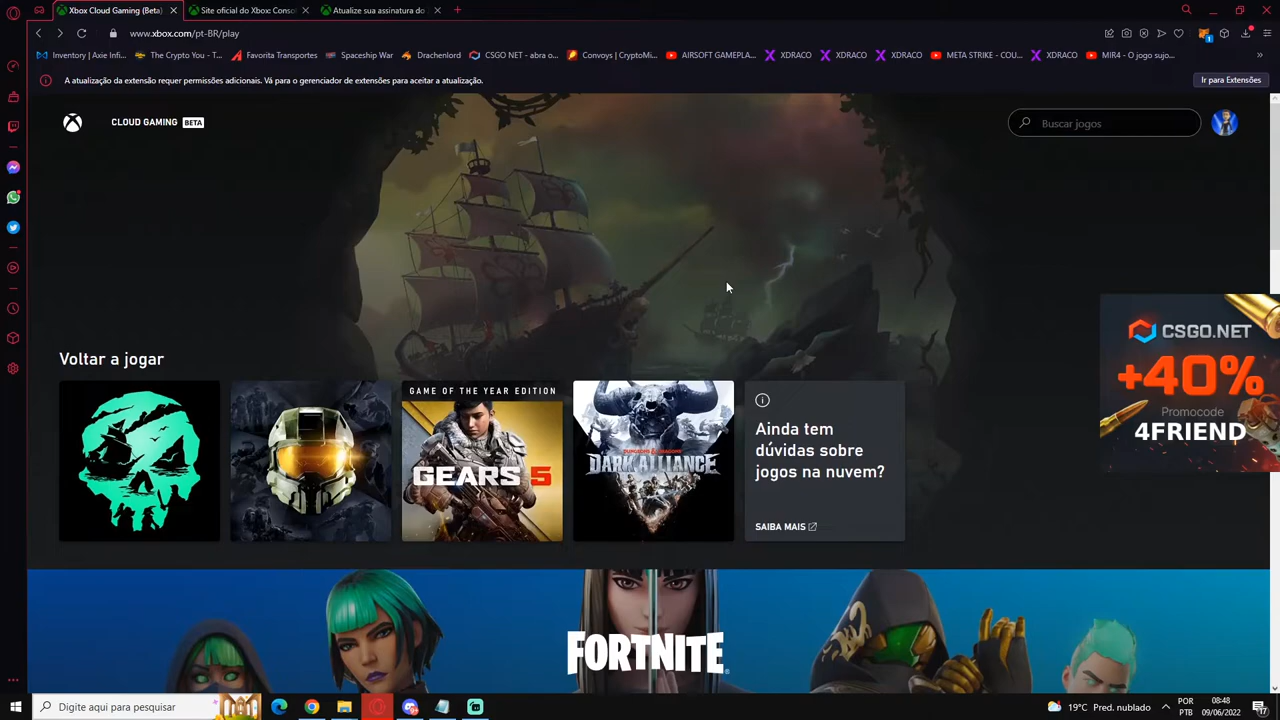 Xbox Cloud Gaming (Beta)
Site oficial do Xbox: Conso
Atualize sua assinatura do
www.xbox.com/pt-BR/play
Inventory | Axie Infi...
The Crypto You - T...
Favorita Transportes
Spaceship War
Drachenlord
CSGO NET - abra o...
Convoys | CryptoMi...
AIRSOFT GAMEPLA...
XDRACO
XDRACO
XDRACO
META STRIKE - COU...
XDRACO
MIR4 - O jogo sujo...
A atualização da extensão requer permissões adicionais. Vá para o gerenciador de extensões para aceitar a atualização.
Ir para Extensões
CLOUD GAMING BETA
Buscar jogos
CSGO.NET
+40%
Promocode
4FRIEND
Voltar a jogar
GAME OF THE YEAR EDITION
GEARS 5
DUNGEONS & DRAGONS
DARK ALLIANCE
Ainda tem
dúvidas sobre
jogos na nuvem?
SAIBA MAIS
FORTNITE
Digite aqui para pesquisar
19°C Pred. nublado
POR
PTB
08:48
09/06/2022
17